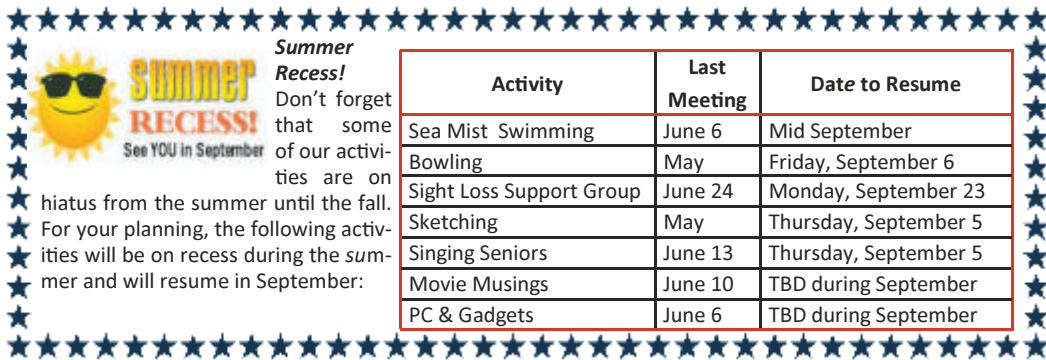 SUMMER
RECESS!
See YOU in September
Summer
Recess!
Don’t forget
that some
of our activi-
ties are on
hiatus from the summer until the fall.
For your planning, the following activ-
ities will be on recess during the sum-
mer and will resume in September:
Activity Last Meeting Date to Resume
Sea Mist Swimming June 6 Mid September
Bowling May Friday, September 6
Sight Loss Support Group June 24 Monday, September 23
Sketching May Thursday, September 5
Singing Seniors June 13 Thursday, September 5
Movie Musings June 10 TBD during September
PC & Gadgets June 6 TBD during September